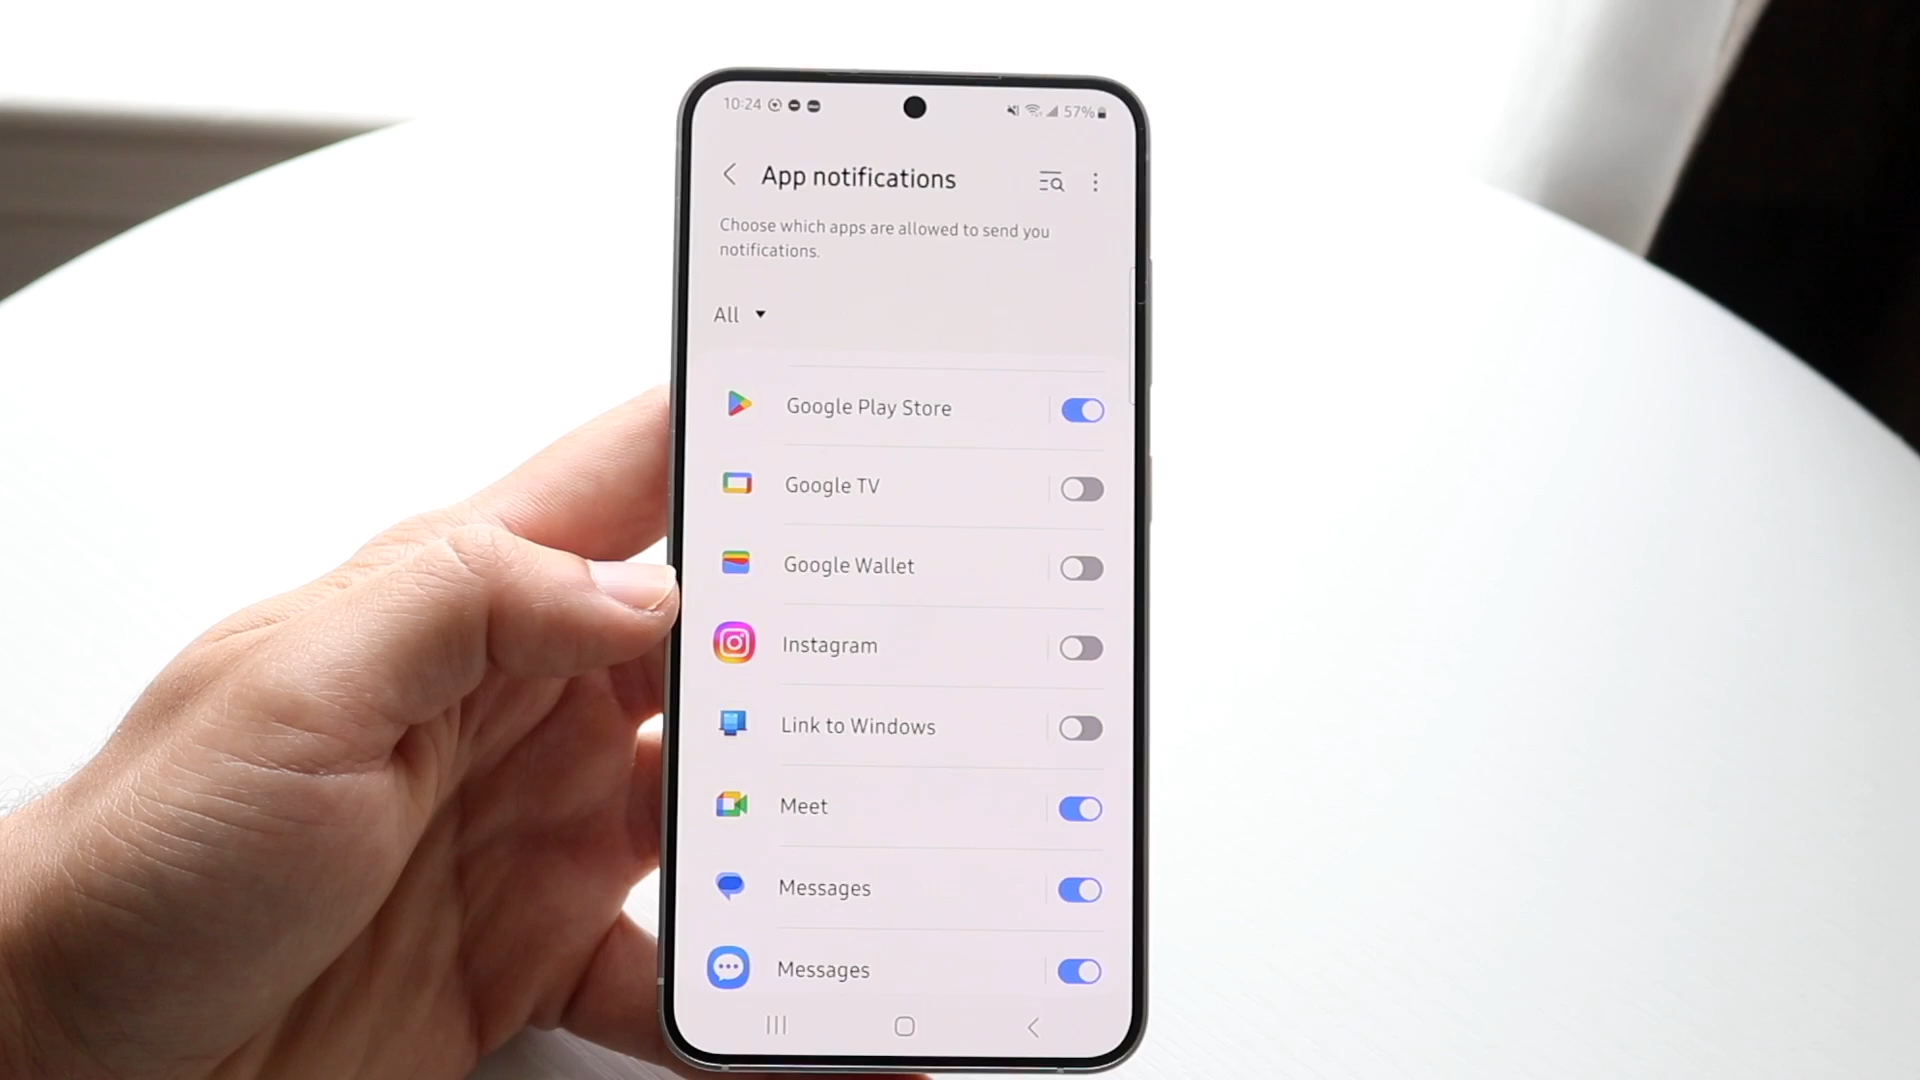 10:24
57%
App notifications
Choose which apps are allowed to send you
notifications.
All
Google Play Store
Google TV
Google Wallet
Instagram
Link to Windows
Meet
Messages
Messages